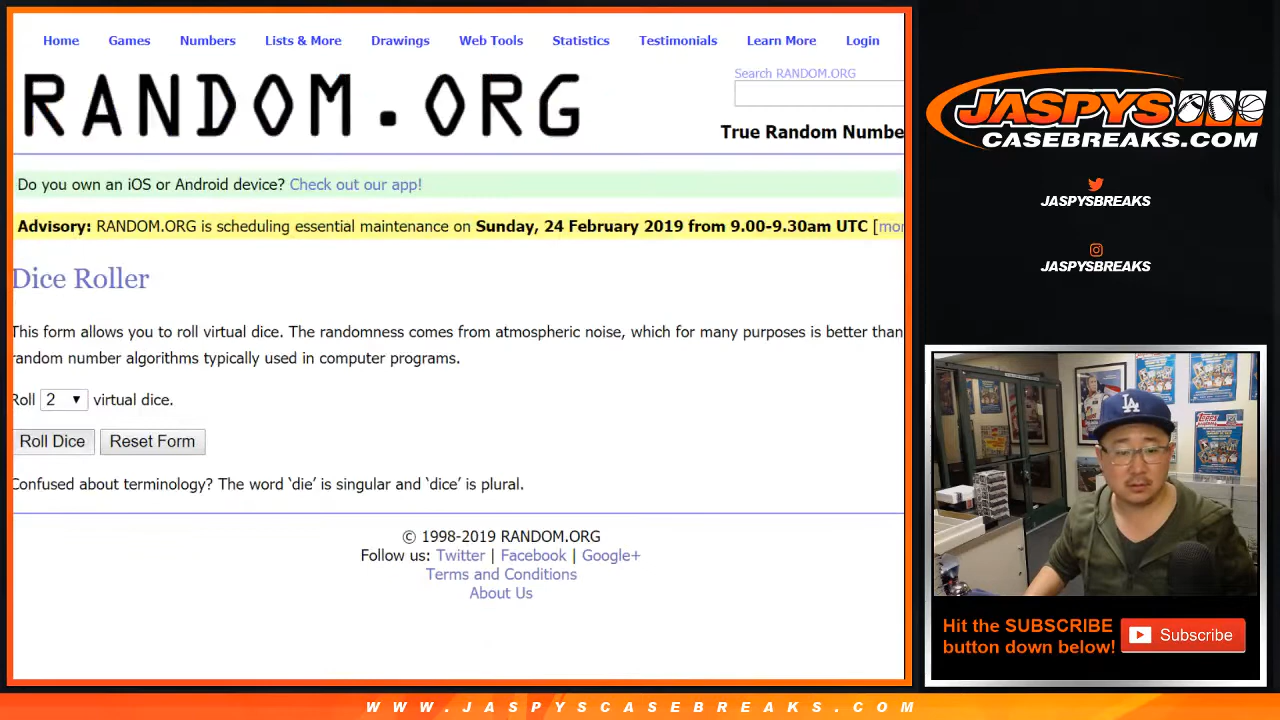 Home Games Numbers Lists & More Drawings Web Tools Statistics Testimonials Learn More Login
RANDOM.ORG
Search RANDOM.ORG
True Random Numbe
Do you own an iOS or Android device? Check out our app!
Advisory: RANDOM.ORG is scheduling essential maintenance on Sunday, 24 February 2019 from 9.00-9.30am UTC [mor
Dice Roller
This form allows you to roll virtual dice. The randomness comes from atmospheric noise, which for many purposes is better than
random number algorithms typically used in computer programs.
Roll 2 ▼ virtual dice.
Roll Dice Reset Form
Confused about terminology? The word ‘die’ is singular and ‘dice’ is plural.
© 1998-2019 RANDOM.ORG
Follow us: Twitter | Facebook | Google+
Terms and Conditions
About Us
JASPYS
CASEBREAKS.COM
JASPYSBREAKS
JASPYSBREAKS
LA
Hit the SUBSCRIBE
button down below!
Subscribe
WWW.JASPYSCASEBREAKS.COM